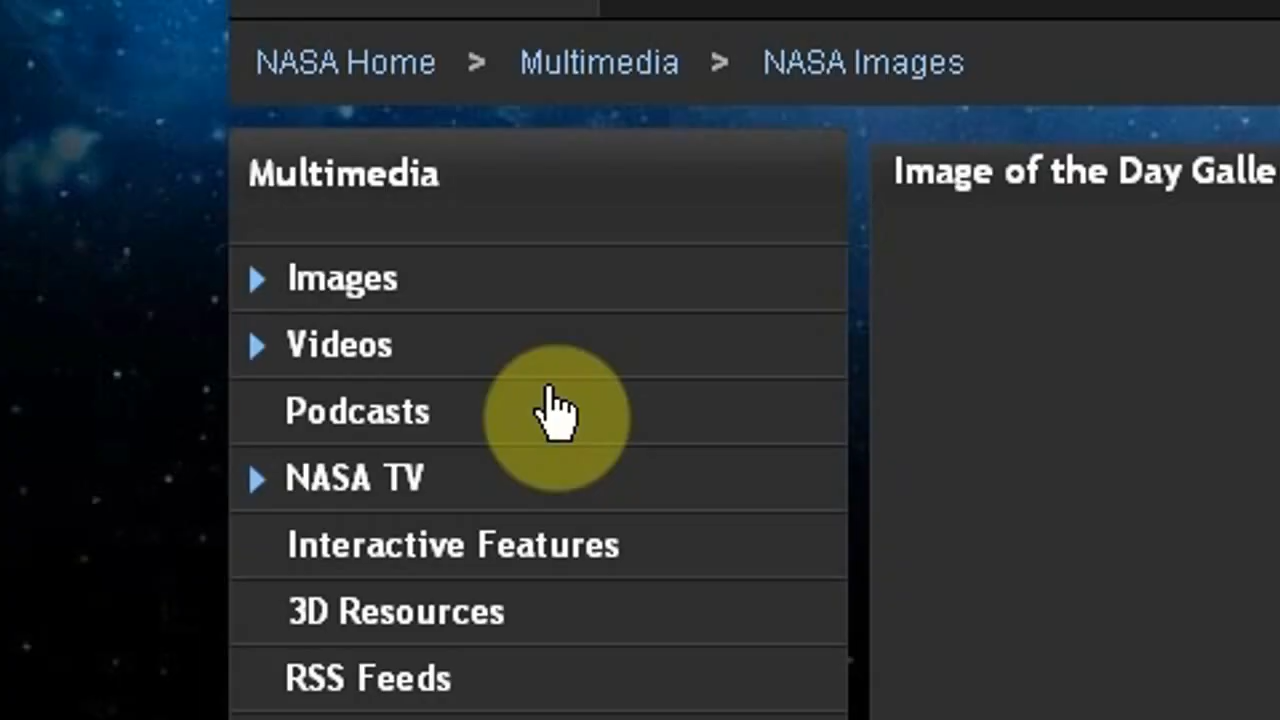 NASA Home > Multimedia > NASA Images
Multimedia
Image of the Day Galle
Images
Videos
Podcasts
NASA TV
Interactive Features
3D Resources
RSS Feeds